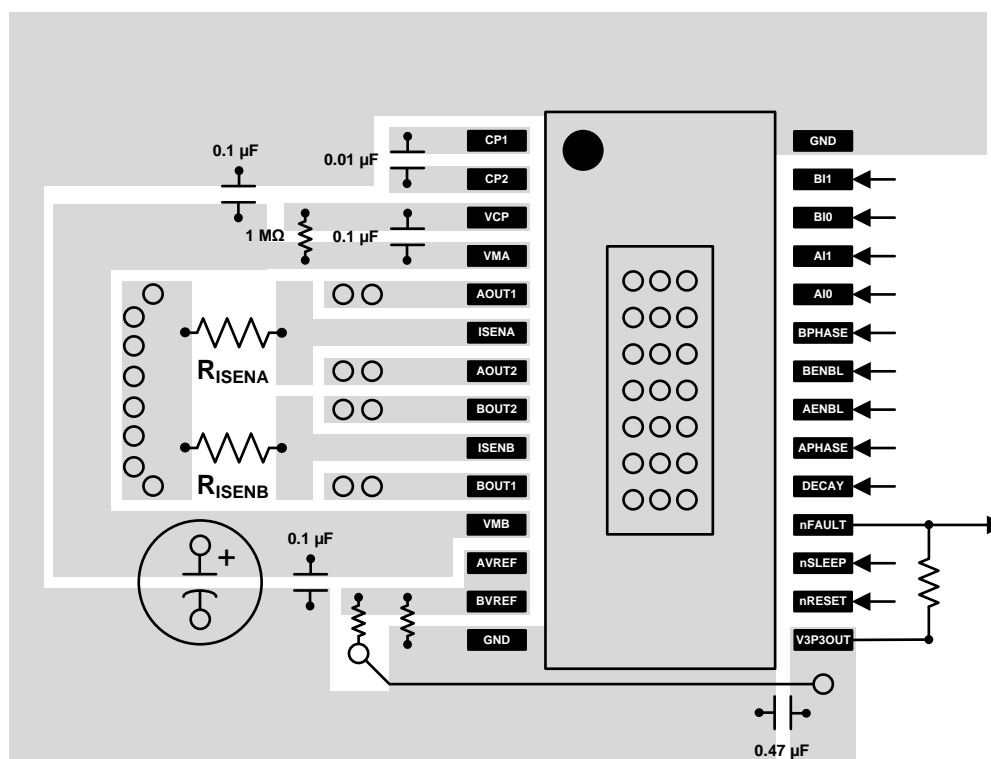 0.1 µF
0.01 µF
1 MΩ
0.1 µF
R ISENA
R ISENB
+
0.1 µF
CP1
CP2
VCP
VMA
AOUT1
ISENA
AOUT2
BOUT2
ISENB
BOUT1
VMB
AVREF
BVREF
GND
GND
BI1
BI0
AI1
AI0
BPHASE
BENBL
AENBL
APHASE
DECAY
nFAULT
nSLEEP
nRESET
V3P3OUT
0.47 µF